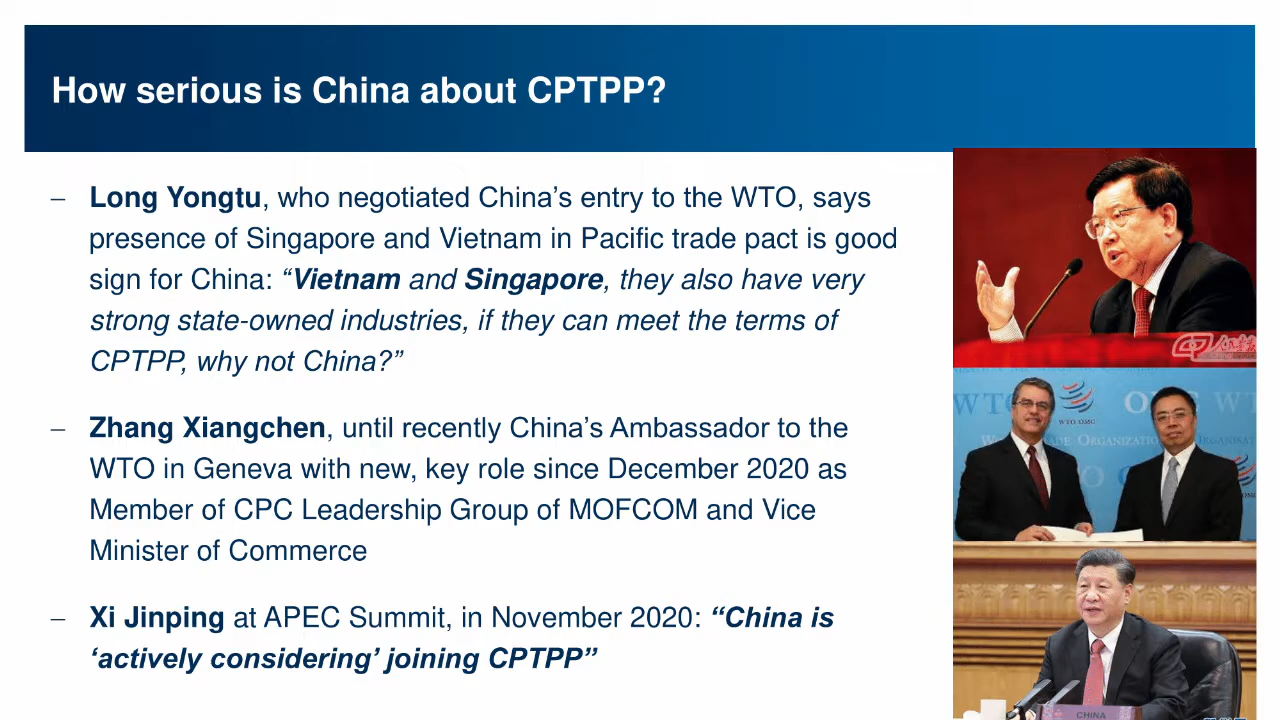 How serious is China about CPTPP?
– Long Yongtu, who negotiated China’s entry to the WTO, says
presence of Singapore and Vietnam in Pacific trade pact is good
sign for China: “Vietnam and Singapore, they also have very
strong state-owned industries, if they can meet the terms of
CPTPP, why not China?”
– Zhang Xiangchen, until recently China’s Ambassador to the
WTO in Geneva with new, key role since December 2020 as
Member of CPC Leadership Group of MOFCOM and Vice
Minister of Commerce
– Xi Jinping at APEC Summit, in November 2020: “China is
‘actively considering’ joining CPTPP”
WTO
WTO OMC
WT
CHINA